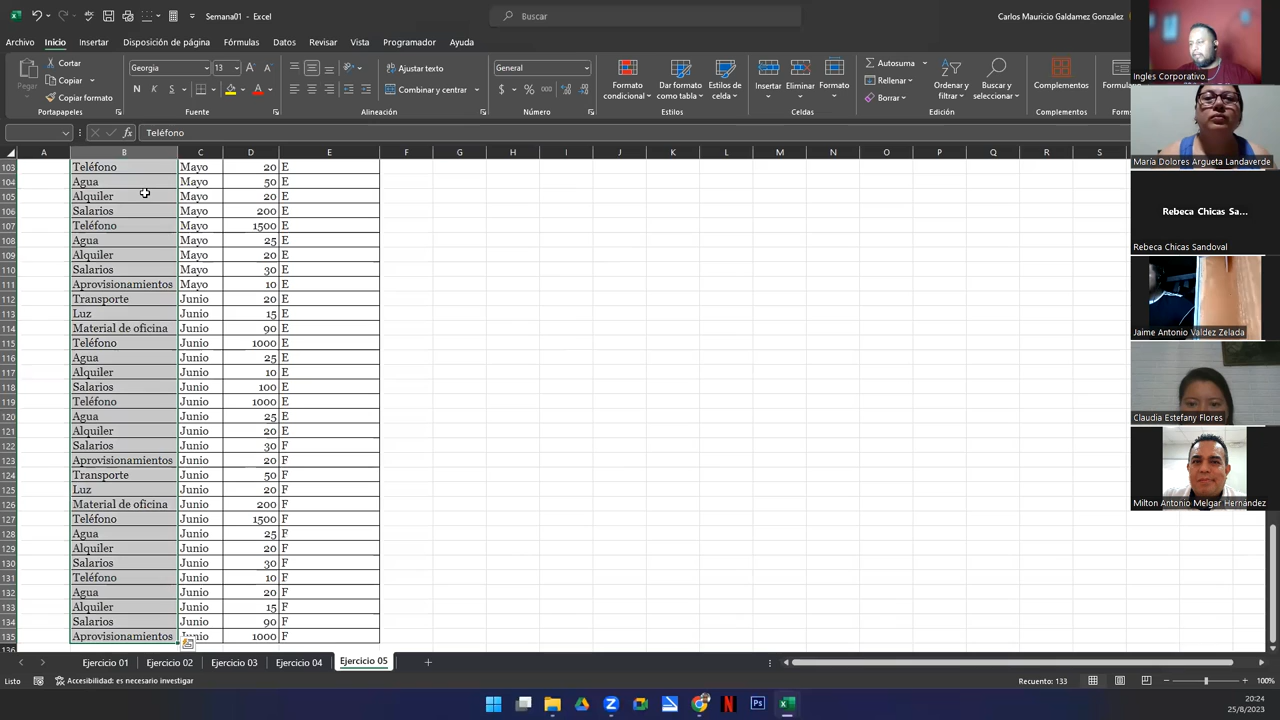 Semana01 - Excel
Buscar
Carlos Mauricio Galdamez Gonzalez
Archivo Inicio Insertar Disposición de página Fórmulas Datos Revisar Vista Programador Ayuda
Pegar
Cortar
Copiar
Copiar formato
Portapapeles
Georgia 13
N K S
Fuente
Ajustar texto
Combinar y centrar
Alineación
General
$ % 000
Número
Formato condicional
Dar formato como tabla
Estilos de celda
Estilos
Insertar
Eliminar
Formato
Celdas
Autosuma
Rellenar
Borrar
Ordenar y filtrar
Buscar y seleccionar
Edición
Complementos
Complementos
fx Teléfono
A B C D E F G H I J K L M N O P Q R S
103 Teléfono Mayo 20 E
104 Agua Mayo 50 E
105 Alquiler Mayo 20 E
106 Salarios Mayo 200 E
107 Teléfono Mayo 1500 E
108 Agua Mayo 25 E
109 Alquiler Mayo 20 E
110 Salarios Mayo 30 E
111 Aprovisionamientos Mayo 10 E
112 Transporte Junio 20 E
113 Luz Junio 15 E
114 Material de oficina Junio 90 E
115 Teléfono Junio 1000 E
116 Agua Junio 25 E
117 Alquiler Junio 10 E
118 Salarios Junio 100 E
119 Teléfono Junio 1000 E
120 Agua Junio 25 E
121 Alquiler Junio 20 E
122 Salarios Junio 30 F
123 Aprovisionamientos Junio 20 F
124 Transporte Junio 50 F
125 Luz Junio 20 F
126 Material de oficina Junio 200 F
127 Teléfono Junio 1500 F
128 Agua Junio 25 F
129 Alquiler Junio 20 F
130 Salarios Junio 30 F
131 Teléfono Junio 10 F
132 Agua Junio 20 F
133 Alquiler Junio 15 F
134 Salarios Junio 90 F
135 Aprovisionamientos Junio 1000 F
136
Ejercicio 01 Ejercicio 02 Ejercicio 03 Ejercicio 04 Ejercicio 05
Listo
Accesibilidad: es necesario investigar
Recuento: 133
100%
20:24
25/8/2023
Ingles Corporativo
María Dolores Argueta Landaverde
Rebeca Chicas Sa...
Rebeca Chicas Sandoval
Jaime Antonio Valdez Zelada
Claudia Estefany Flores
Milton Antonio Melgar Hernández